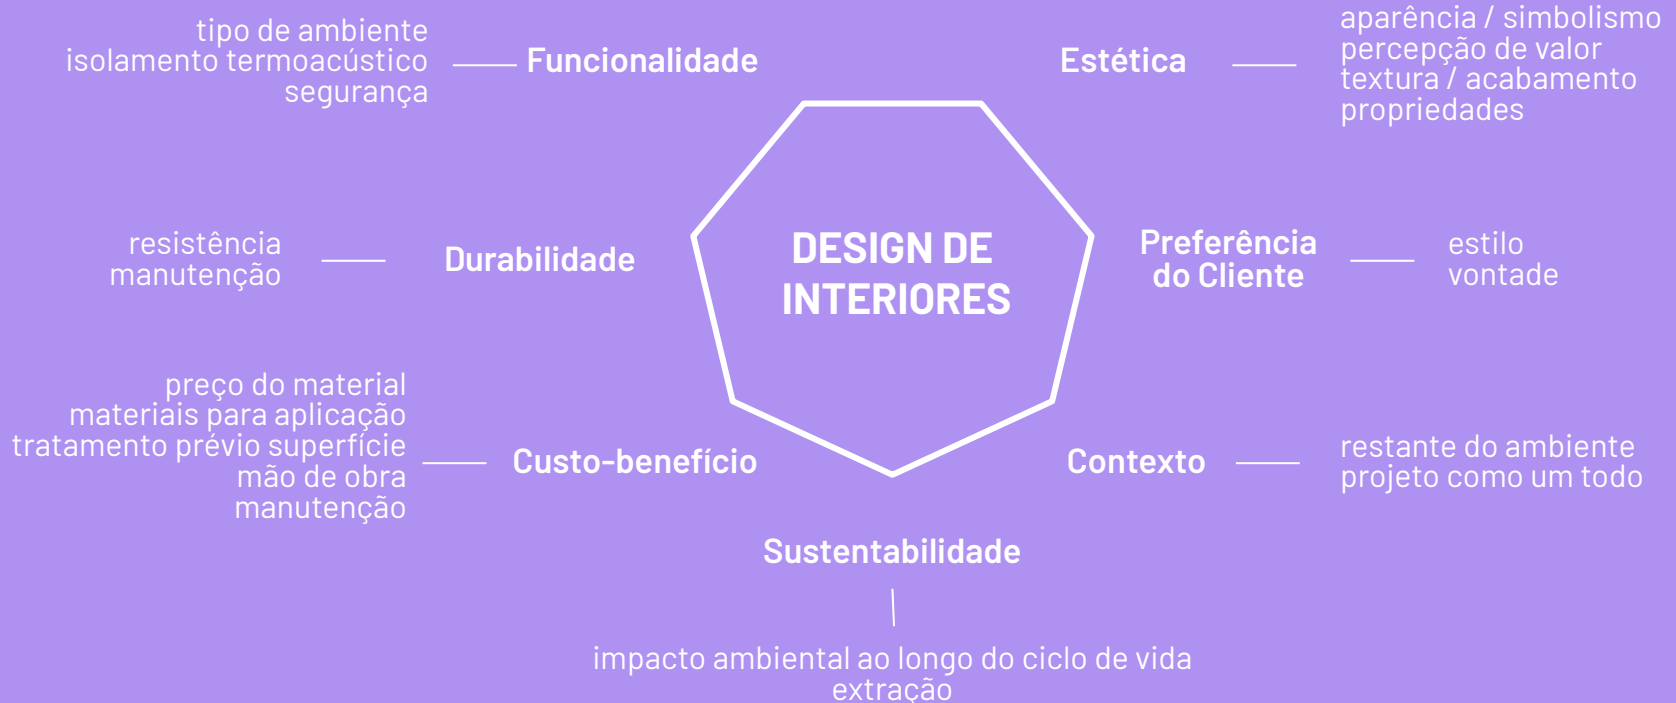 tipo de ambiente
isolamento termoacústico
segurança
Funcionalidade
Estética
aparência / simbolismo
percepção de valor
textura / acabamento
propriedades
resistência
manutenção
Durabilidade
DESIGN DE
INTERIORES
Preferência
do Cliente
estilo
vontade
preço do material
materiais para aplicação
tratamento prévio superfície
mão de obra
manutenção
Custo-benefício
Contexto
restante do ambiente
projeto como um todo
Sustentabilidade
impacto ambiental ao longo do ciclo de vida
extração